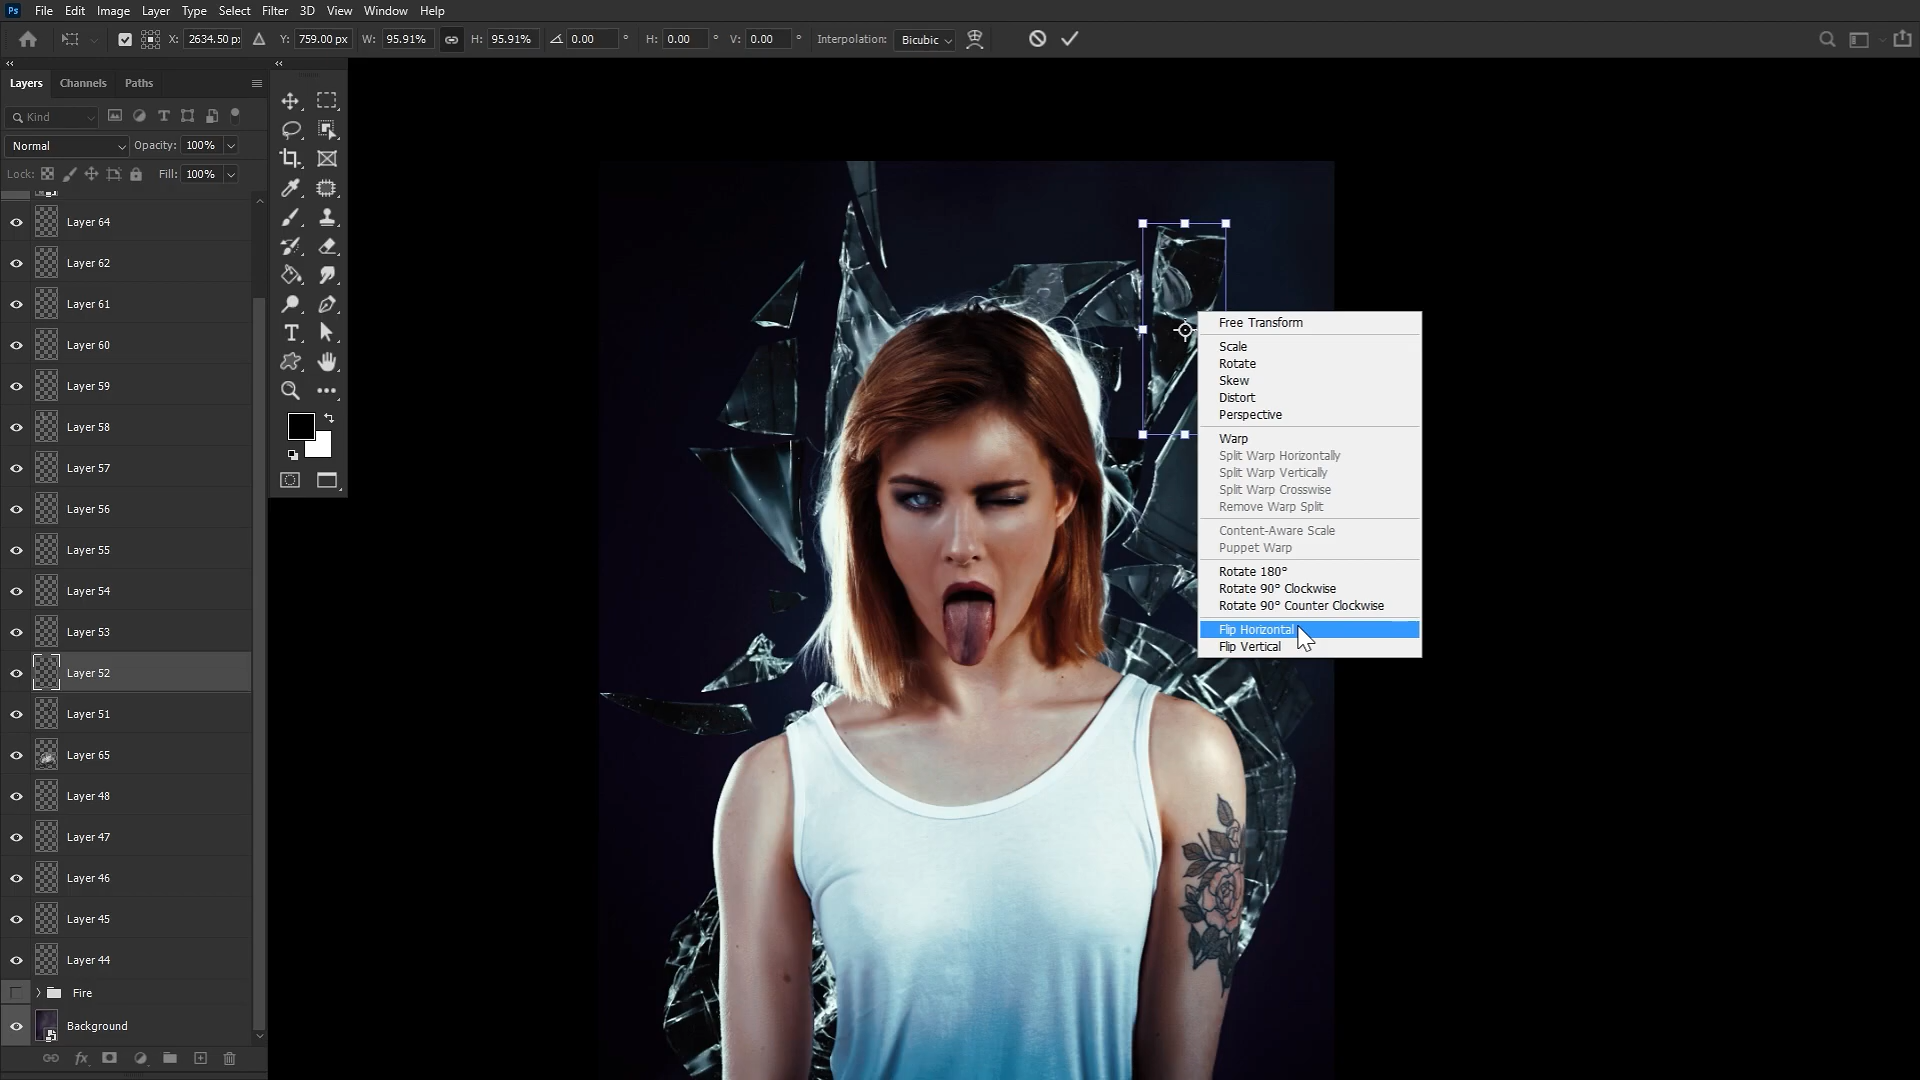 Ps File Edit Image Layer Type Select Filter 3D View Window Help
X: 2634.50 px Y: 759.00 px W: 95.91% H: 95.91% 0.00 ° H: 0.00 ° V: 0.00 ° Interpolation: Bicubic
Layers Channels Paths
Kind
Normal Opacity: 100%
Lock: Fill: 100%
Layer 64
Layer 62
Layer 61
Layer 60
Layer 59
Layer 58
Layer 57
Layer 56
Layer 55
Layer 54
Layer 53
Layer 52
Layer 51
Layer 65
Layer 48
Layer 47
Layer 46
Layer 45
Layer 44
Fire
Background
fx
Free Transform
Scale
Rotate
Skew
Distort
Perspective
Warp
Split Warp Horizontally
Split Warp Vertically
Split Warp Crosswise
Remove Warp Split
Content-Aware Scale
Puppet Warp
Rotate 180°
Rotate 90° Clockwise
Rotate 90° Counter Clockwise
Flip Horizontal
Flip Vertical